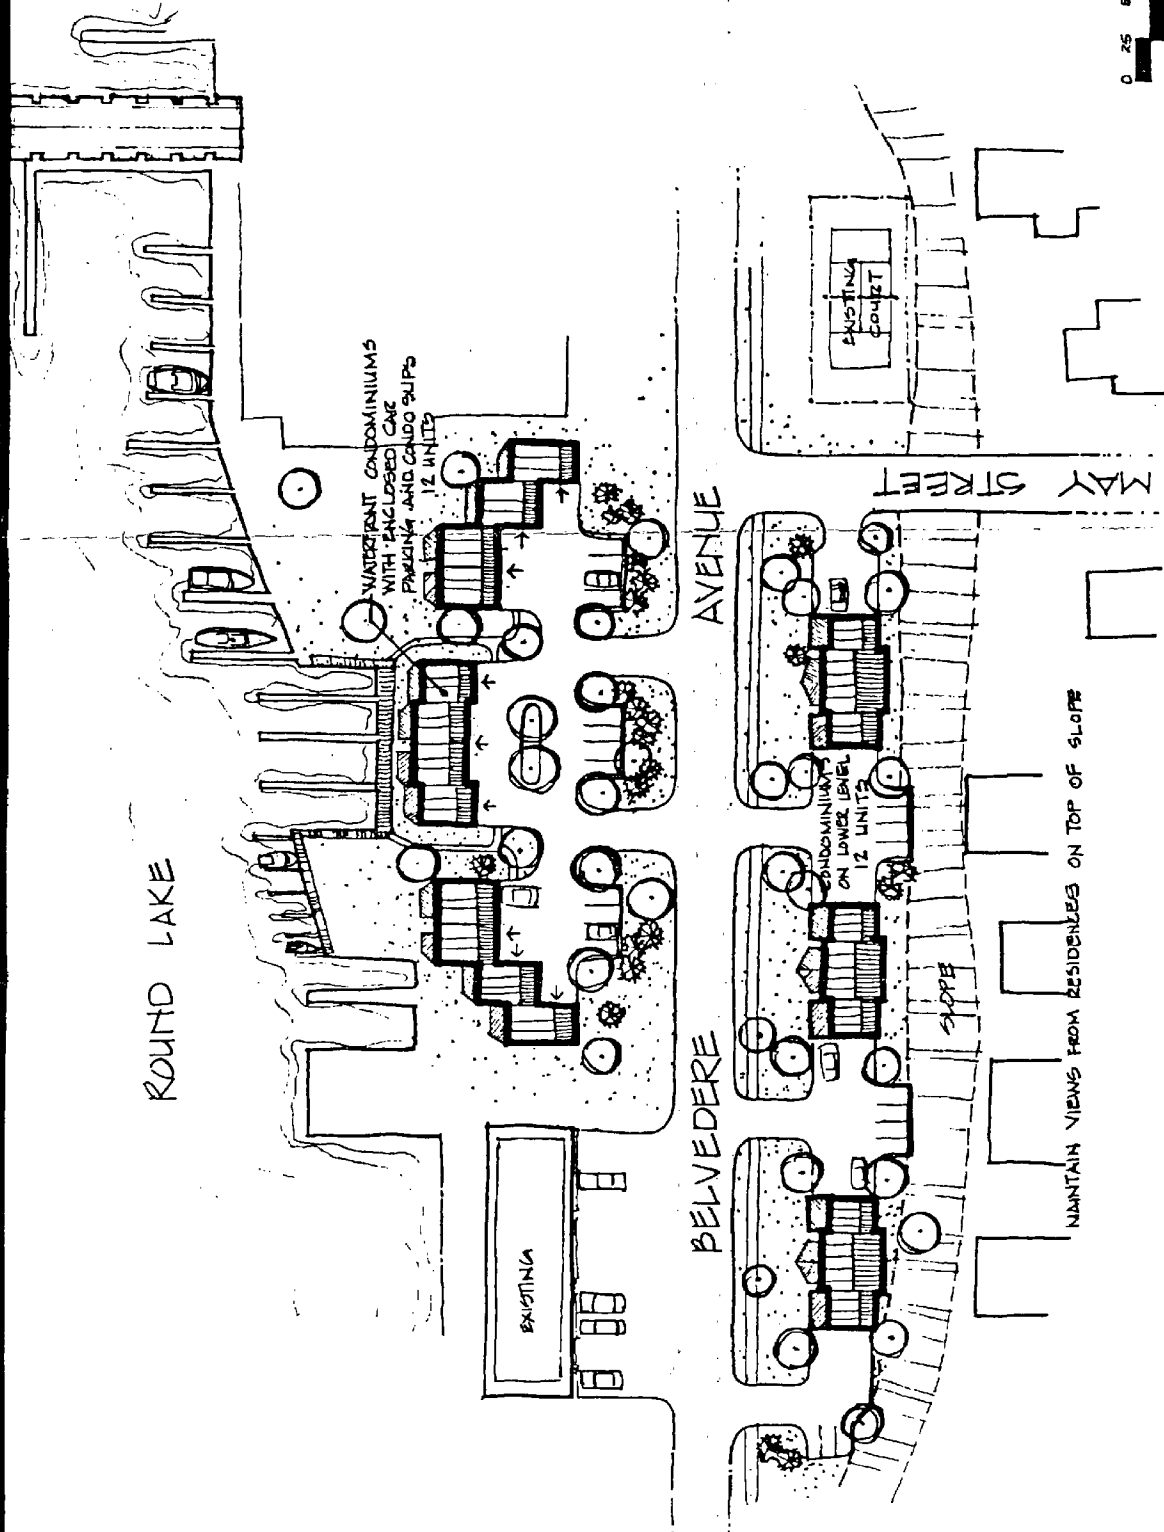 ROUND LAKE
WATERFRONT CONDOMINIUMS
WITH ENCLOSED CAR
PARKING AND CONDO SLIPS
12 UNITS
EXISTING
BELVEDERE AVENUE
MAY STREET
EXISTING
COURT
CONDOMINIUMS
ON LOWER LEVEL
12 UNITS
SLOPE
MAINTAIN VIEWS FROM RESIDENCES ON TOP OF SLOPE
0 25